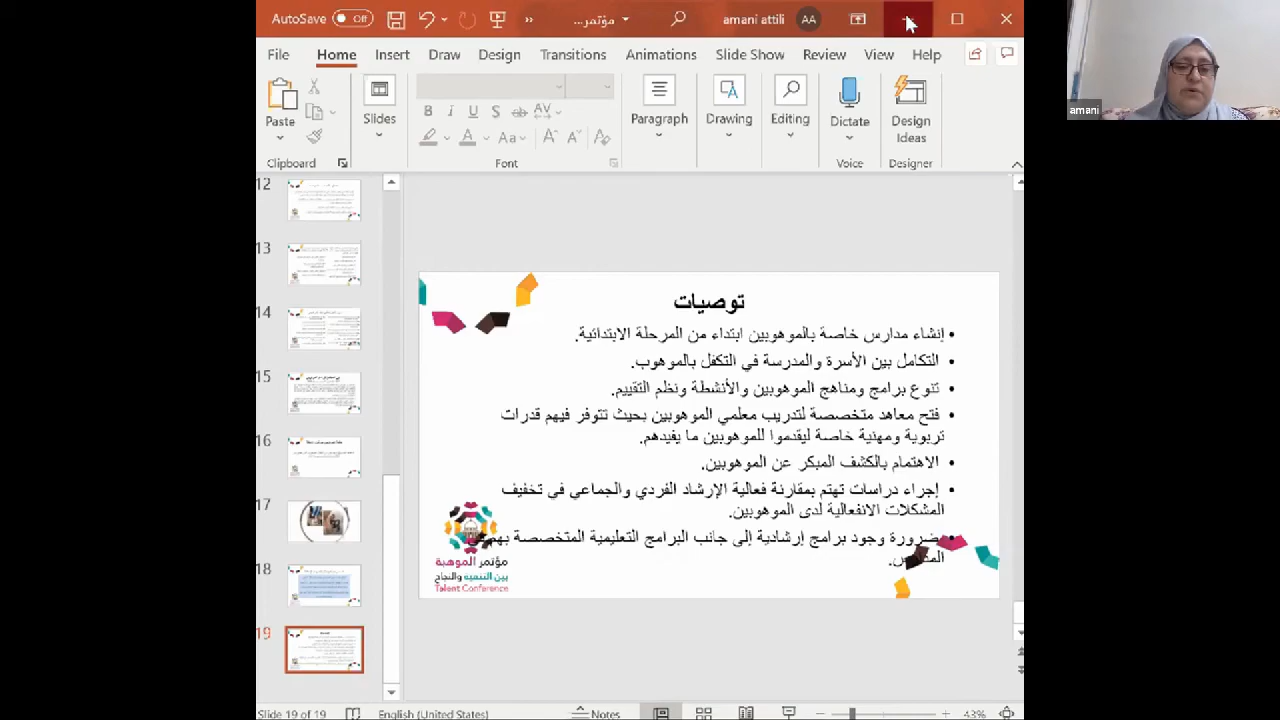 AutoSave Off مؤتمر... amani attili AA
File Home Insert Draw Design Transitions Animations Slide Show Review View Help
Paste Slides Paragraph Drawing Editing Dictate Design Ideas
Clipboard Font Voice Designer
amani
12
13
14
15
16
17
18
19
توصيات
• إنشاء مدارس خاصة بالموهوبين ابتداء من المرحلة الابتدائية.
• التكامل بين الأسرة والمدرسة في التكفل بالموهوب.
• تنوع برامج ومناهج الموهوبين والأنشطة ونظم التقييم.
• فتح معاهد متخصصة لتدريب معلمي الموهوبين بحيث تتوفر فيهم قدرات
تربوية ومهنية خاصة ليقدموا للموهوبين ما يفيدهم.
• الاهتمام بالكشف المبكر عن الموهوبين.
• إجراء دراسات تهتم بمقارنة فعالية الإرشاد الفردي والجماعي في تخفيف
المشكلات الانفعالية لدى الموهوبين.
• ضرورة وجود برامج إرشادية إلى جانب البرامج التعليمية المتخصصة
مؤتمر الموهبة
بين التنمية والنجاح
Talent Conference
Slide 19 of 19 English (United States) Notes 43%